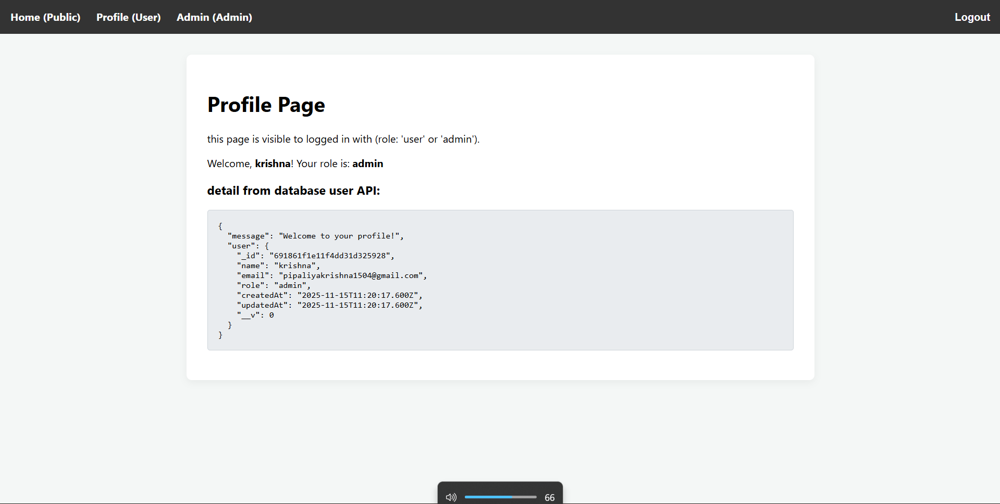 Home (Public) Profile (User) Admin (Admin) Logout
Profile Page
this page is visible to logged in with (role: 'user' or 'admin').
Welcome, krishna! Your role is: admin
detail from database user API:
{
  "message": "Welcome to your profile!",
  "user": {
    "_id": "691861f1e11f4dd31d325928",
    "name": "krishna",
    "email": "pipaliyakrishna1504@gmail.com",
    "role": "admin",
    "createdAt": "2025-11-15T11:20:17.600Z",
    "updatedAt": "2025-11-15T11:20:17.600Z",
    "__v": 0
  }
}
66